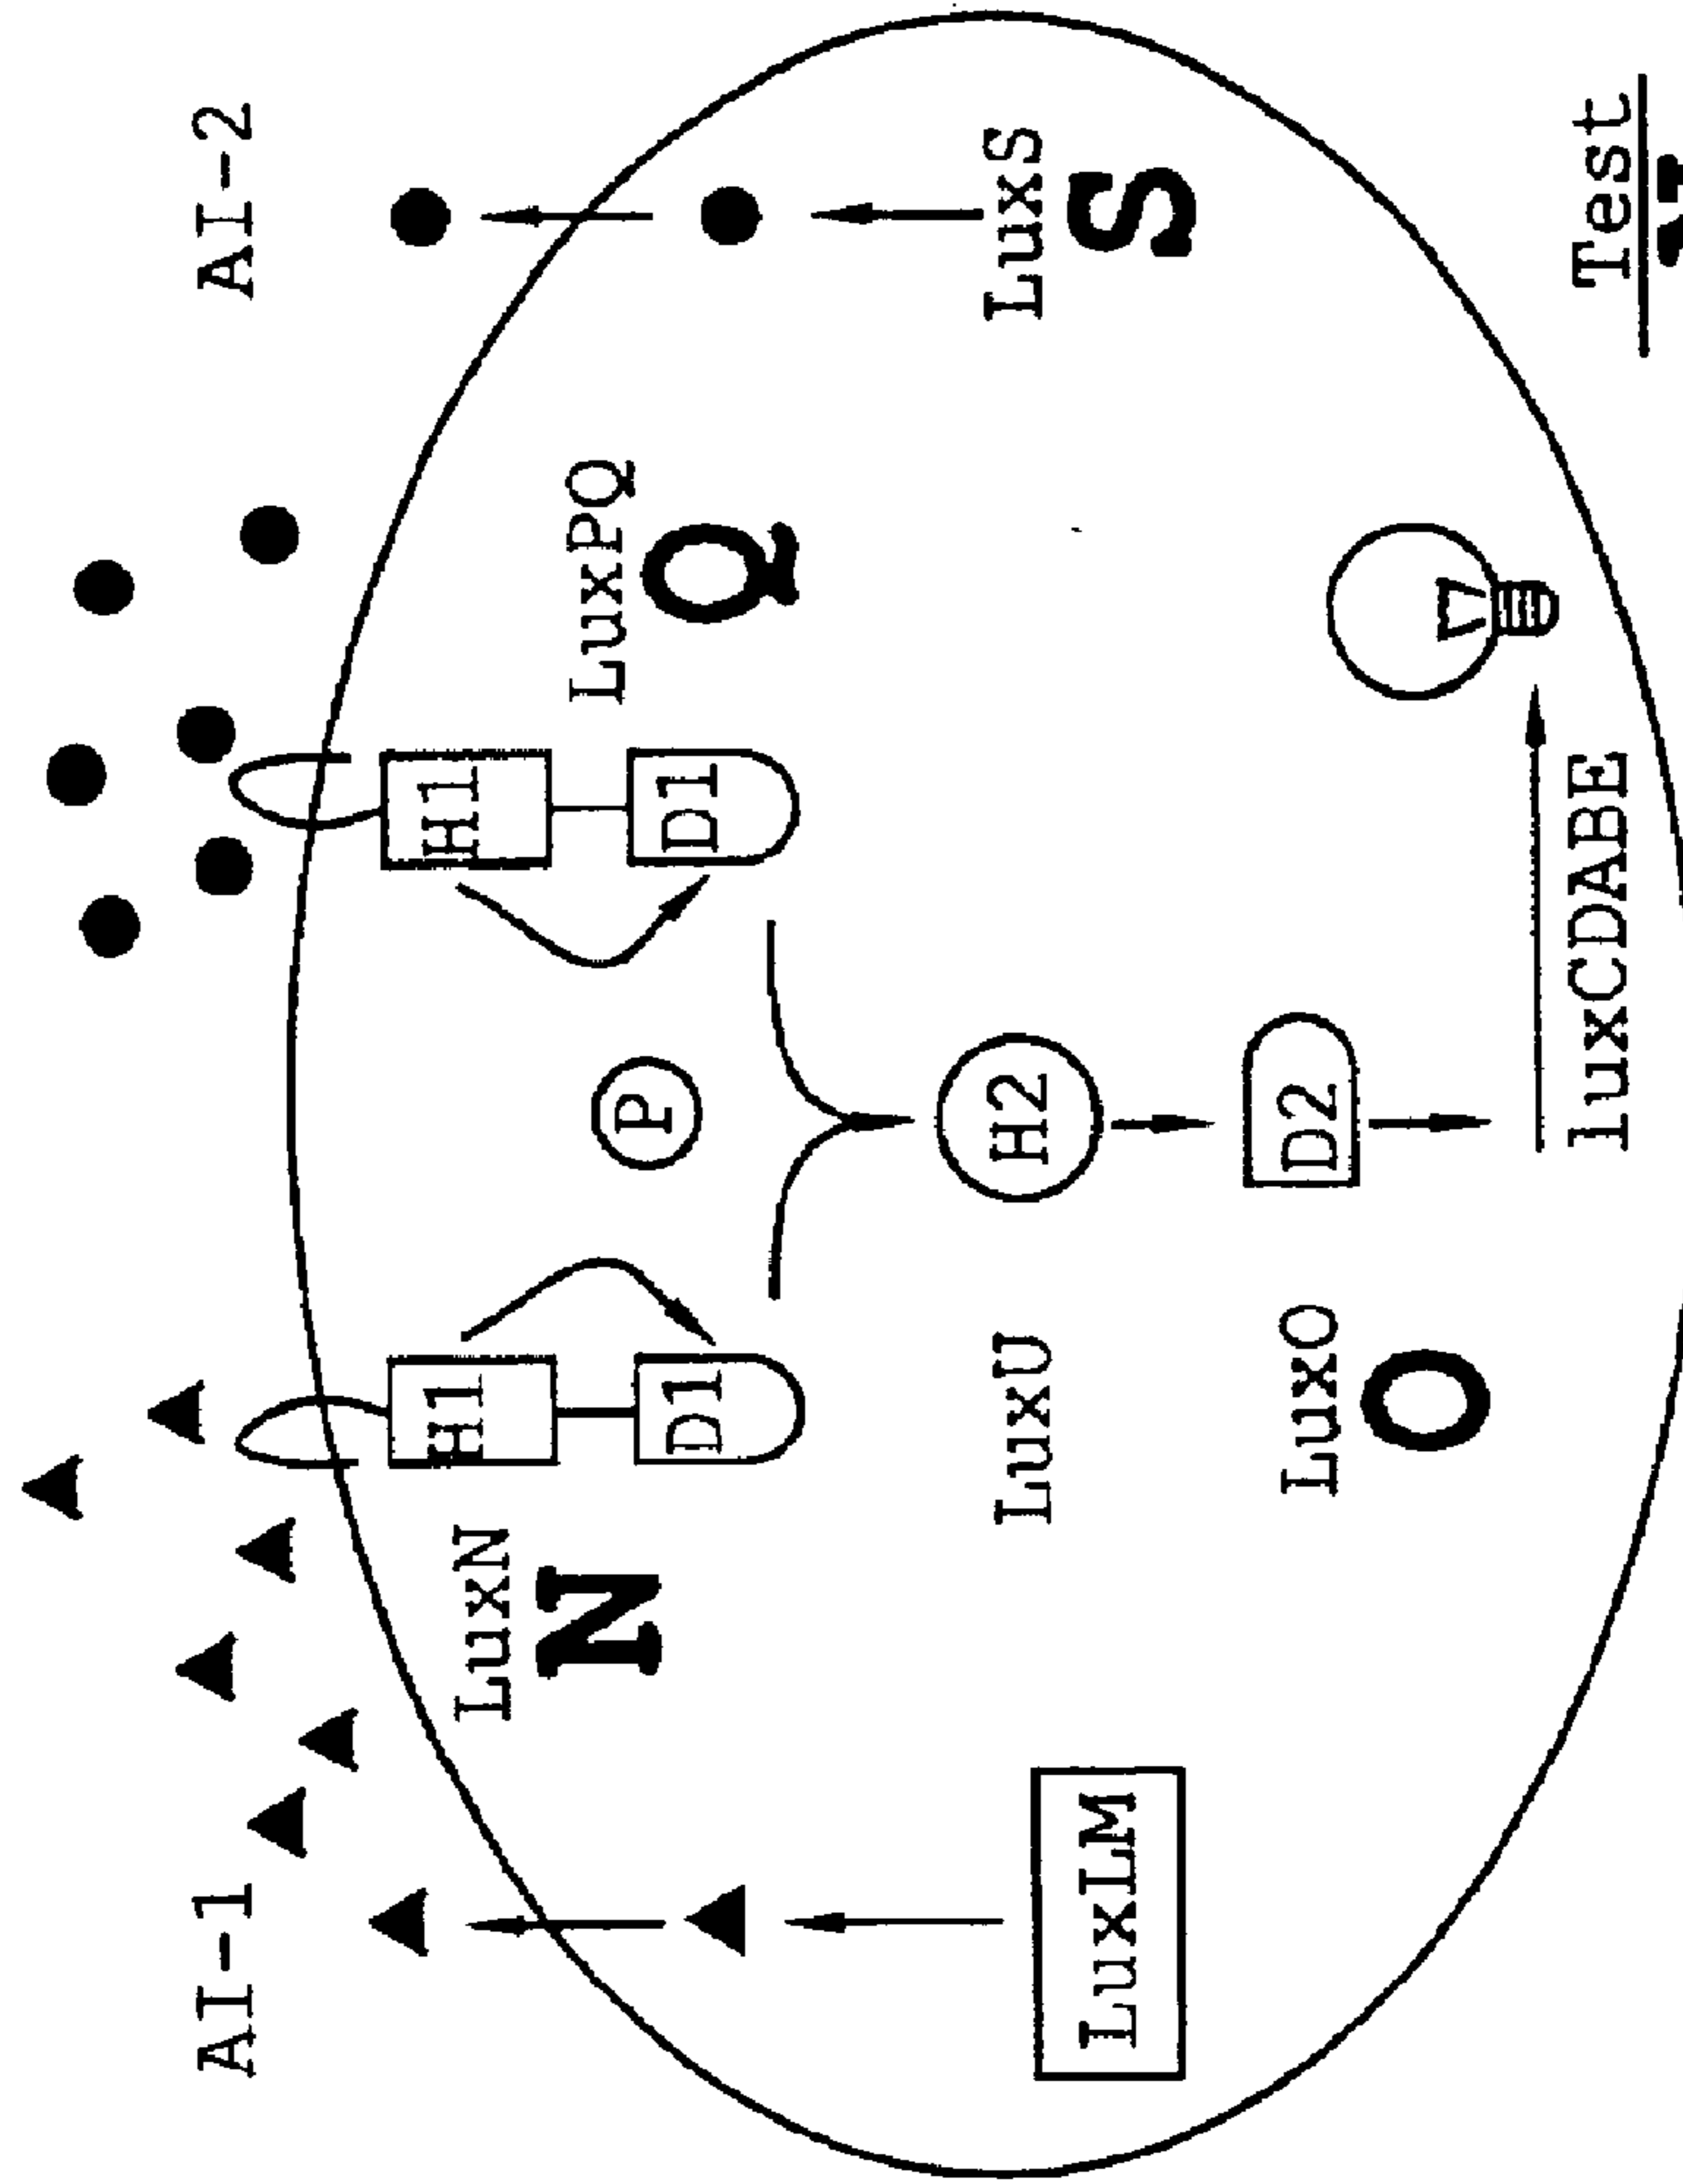 AI-1
AI-2
LuxN
N
H1
D1
P
H1
D1
LuxPQ
Q
LuxLM
LuxU
H2
LuxS
S
LuxO
O
D2
luxCDABE
Test